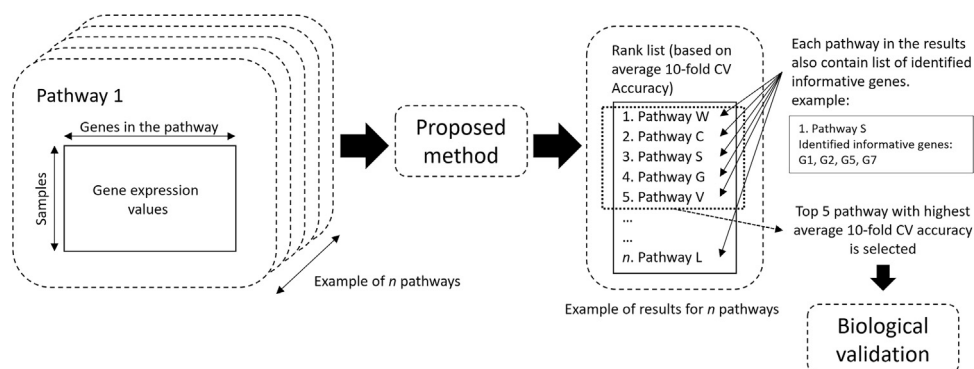 Pathway 1
Genes in the pathway
Samples
Gene expression
values
Example of n pathways
Proposed
method
Rank list (based on
average 10-fold CV
Accuracy)
1. Pathway W
2. Pathway C
3. Pathway S
4. Pathway G
5. Pathway V
...
...
n. Pathway L
Example of results for n pathways
Each pathway in the results
also contain list of identified
informative genes.
example:
1. Pathway S
Identified informative genes:
G1, G2, G5, G7
Top 5 pathway with highest
average 10-fold CV accuracy
is selected
Biological
validation